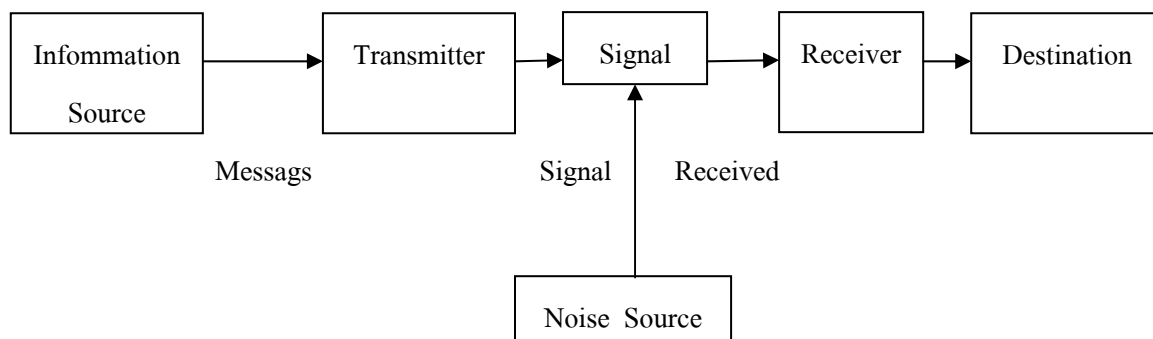 Infommation
Source
Transmitter
Signal
Receiver
Destination
Messags
Signal
Received
Noise Source